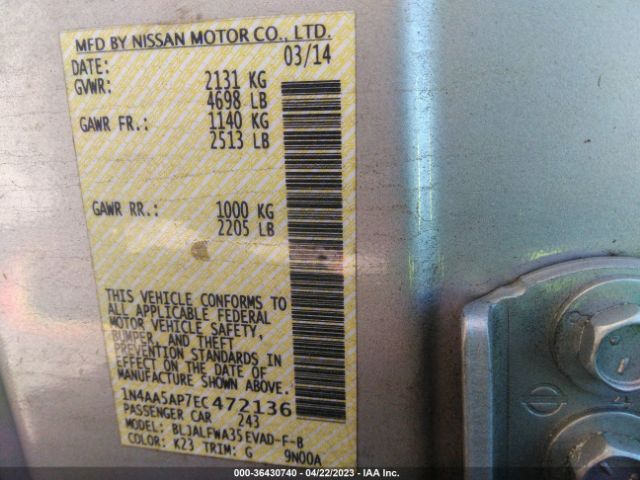 MFD BY NISSAN MOTOR CO., LTD.
DATE: 03/14
GVWR: 2131 KG
4698 LB
GAWR FR.: 1140 KG
2513 LB
GAWR RR.: 1000 KG
2205 LB
THIS VEHICLE CONFORMS TO
ALL APPLICABLE FEDERAL
MOTOR VEHICLE SAFETY,
BUMPER, AND THEFT
PREVENTION STANDARDS IN
EFFECT ON THE DATE OF
MANUFACTURE SHOWN ABOVE.
1N4AA5AP7EC472136
PASSENGER CAR 243
MODEL: BLJALFWA35EVAD-F-B
COLOR: K23 TRIM: G 9N00A
000-36430740 - 04/22/2023 - IAA Inc.